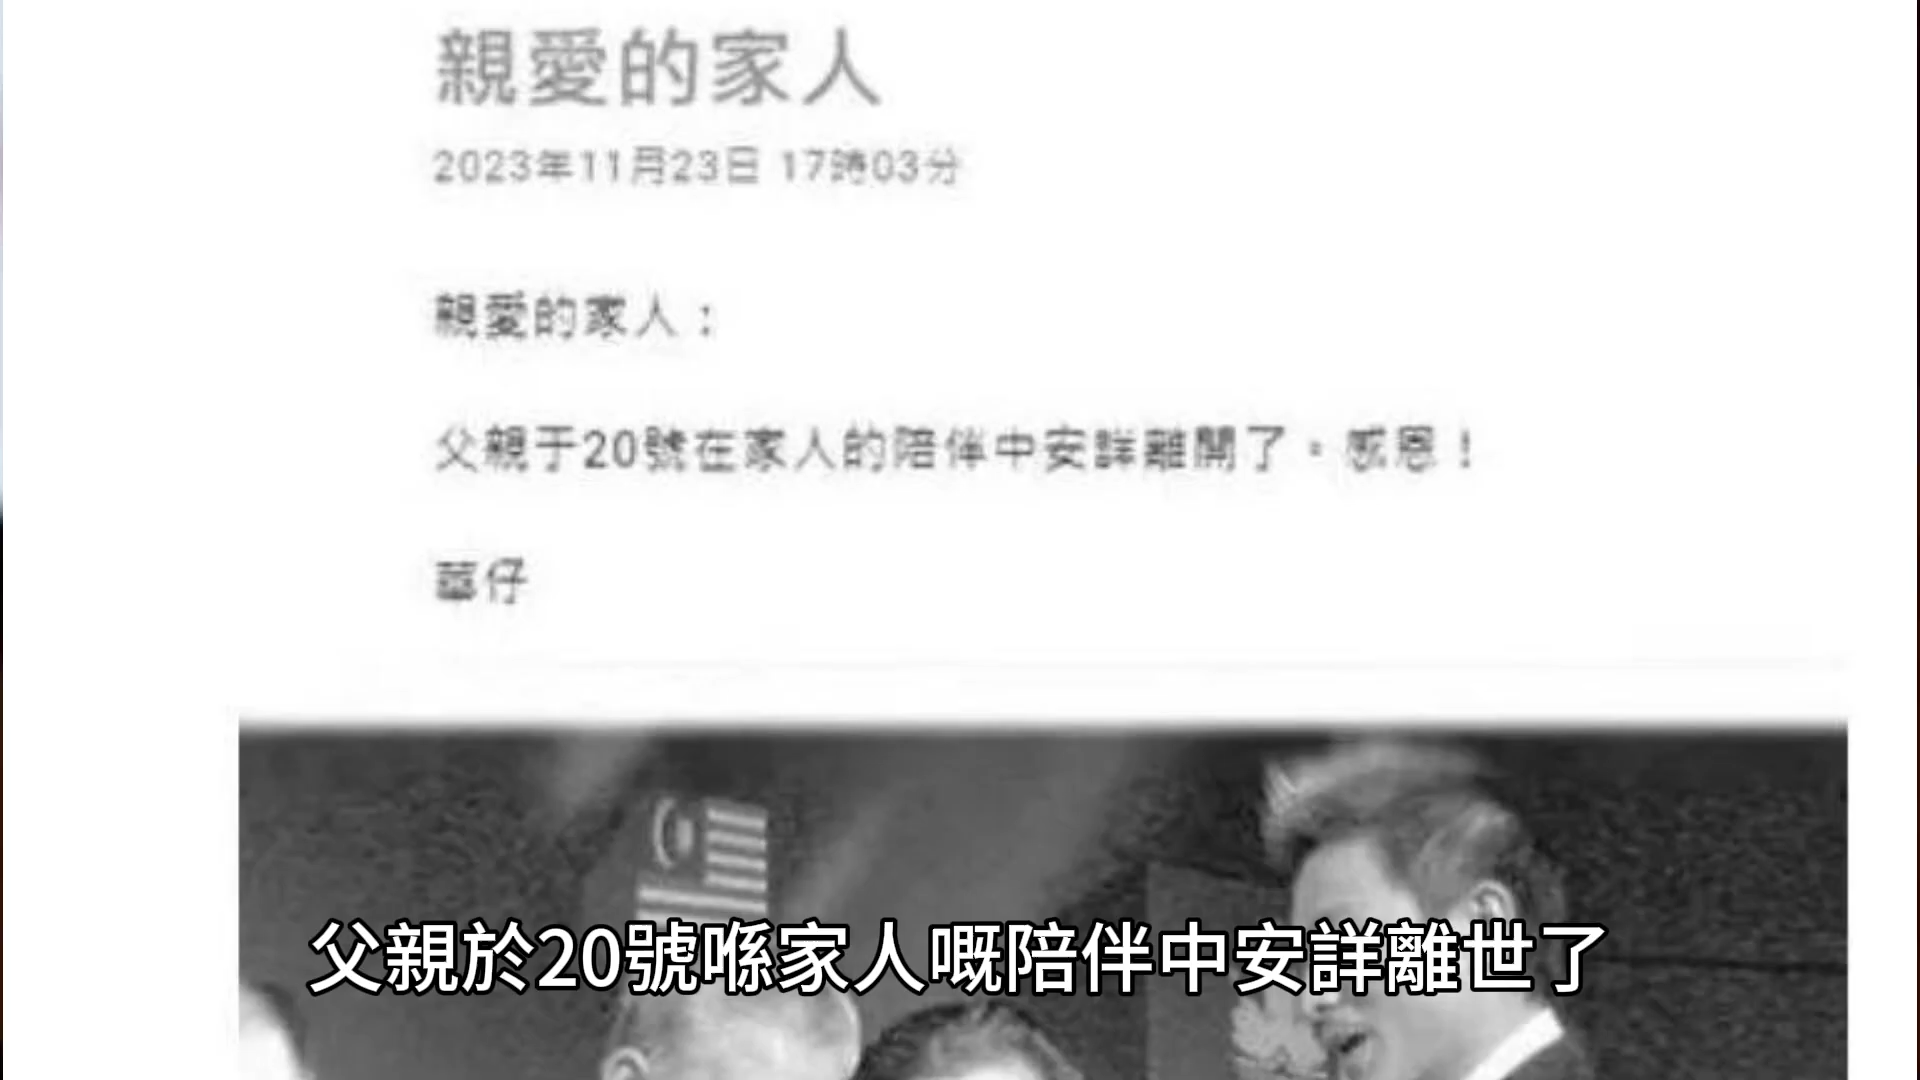 親愛的家人
2023年11月23日 17時03分
親愛的家人：
父親于20號在家人的陪伴中安詳離開了。感恩！
華仔
父親於20號喺家人嘅陪伴中安詳離世了